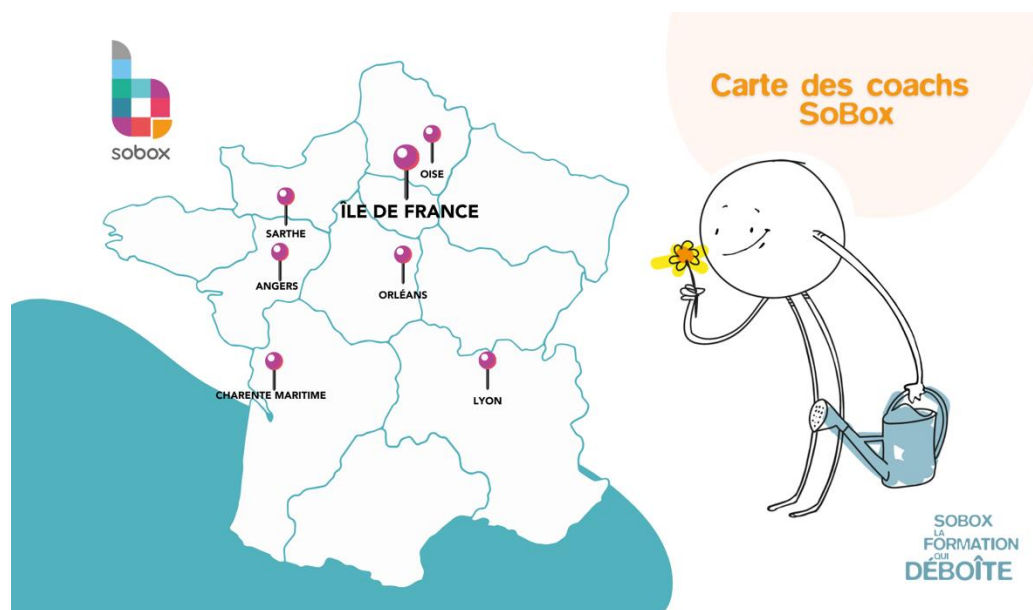 sobox
Carte des coachs
SoBox
OISE
ÎLE DE FRANCE
SARTHE
ANGERS
ORLÉANS
CHARENTE MARITIME
LYON
SOBOX
LA
FORMATION
QUI
DÉBOÎTE